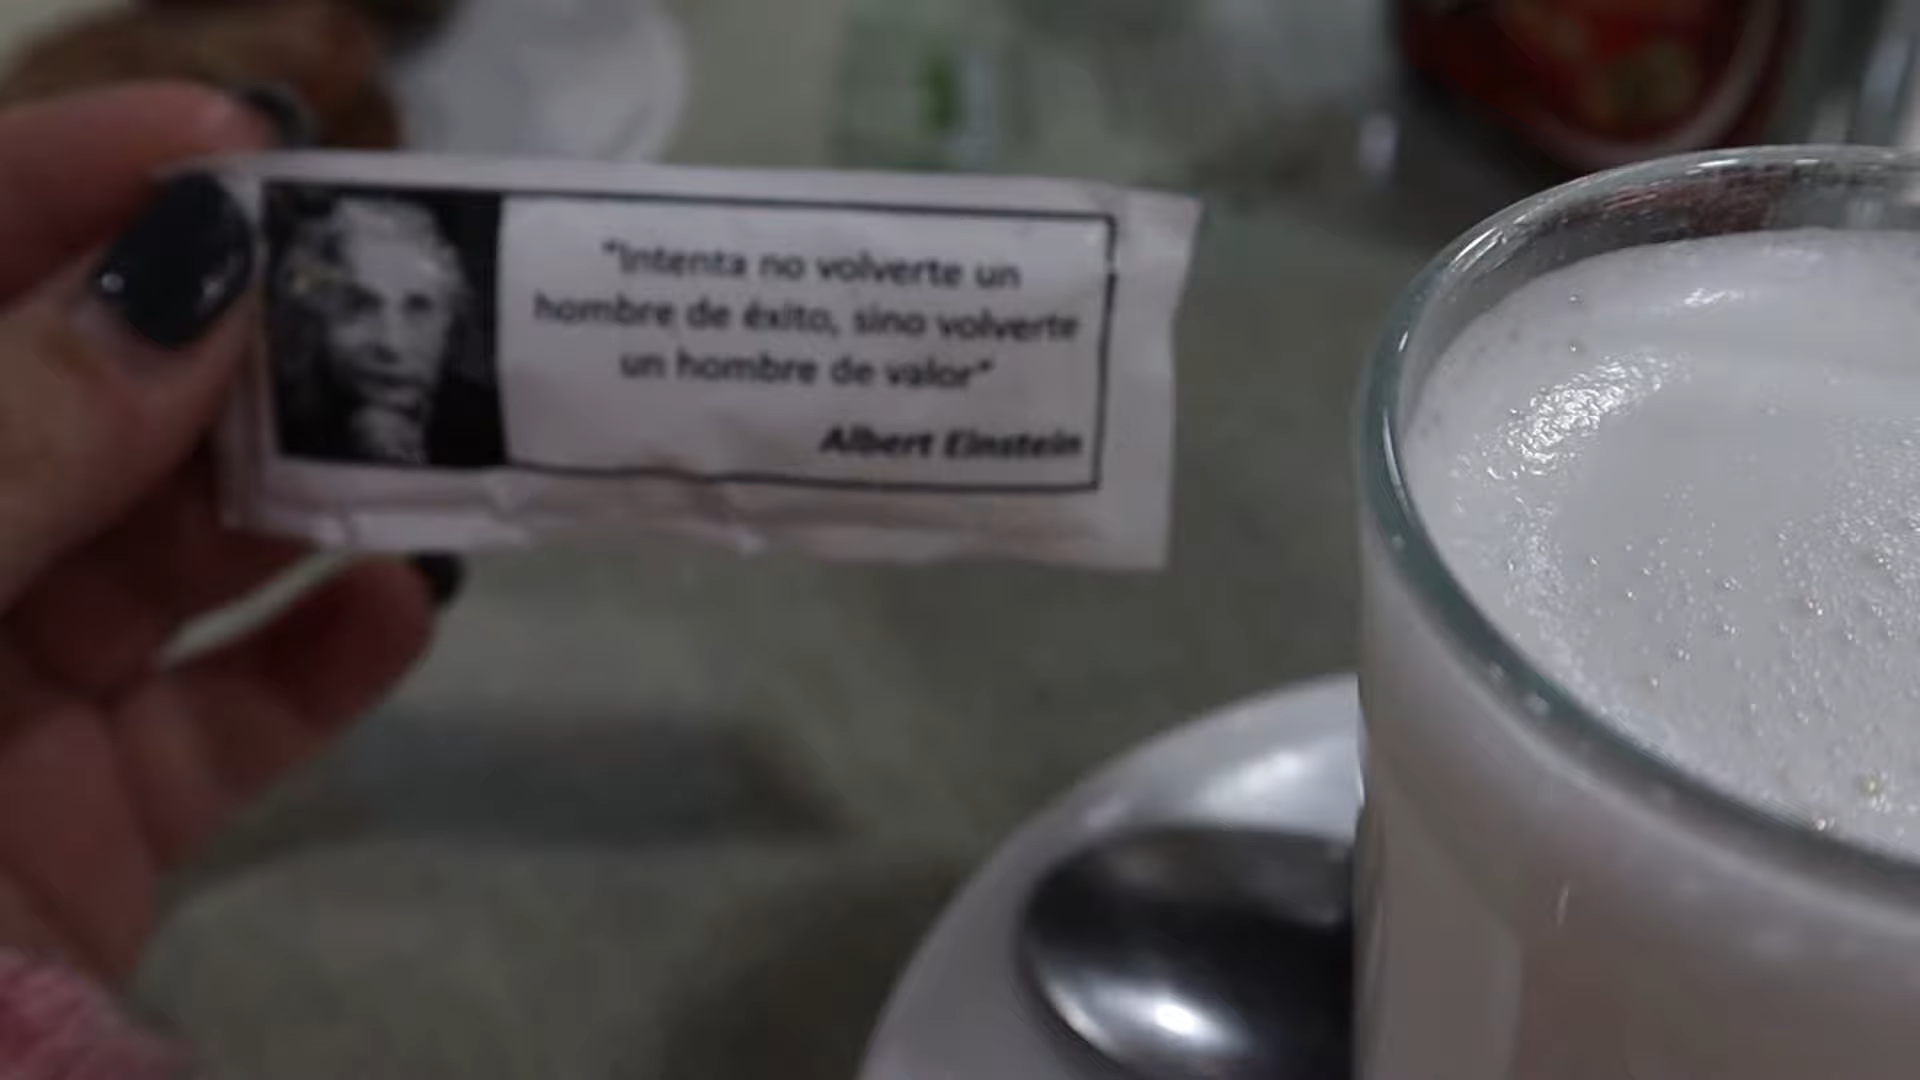 "Intenta no volverte un
hombre de éxito, sino volverte
un hombre de valor"
Albert Einstein